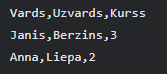 Vards,Uzvards,Kurss
Janis,Berzins,3
Anna,Liepa,2